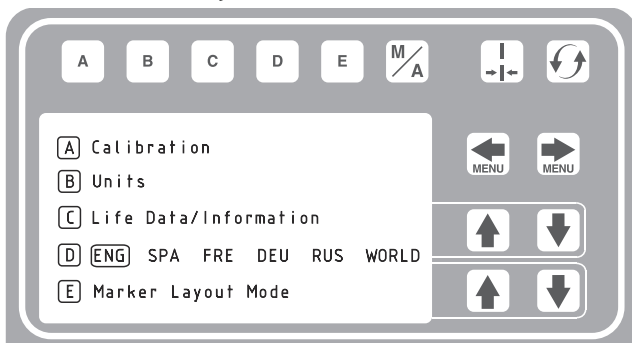 A B C D E M/A
MENU MENU
A Calibration
B Units
C Life Data/Information
D ENG SPA FRE DEU RUS WORLD
E Marker Layout Mode